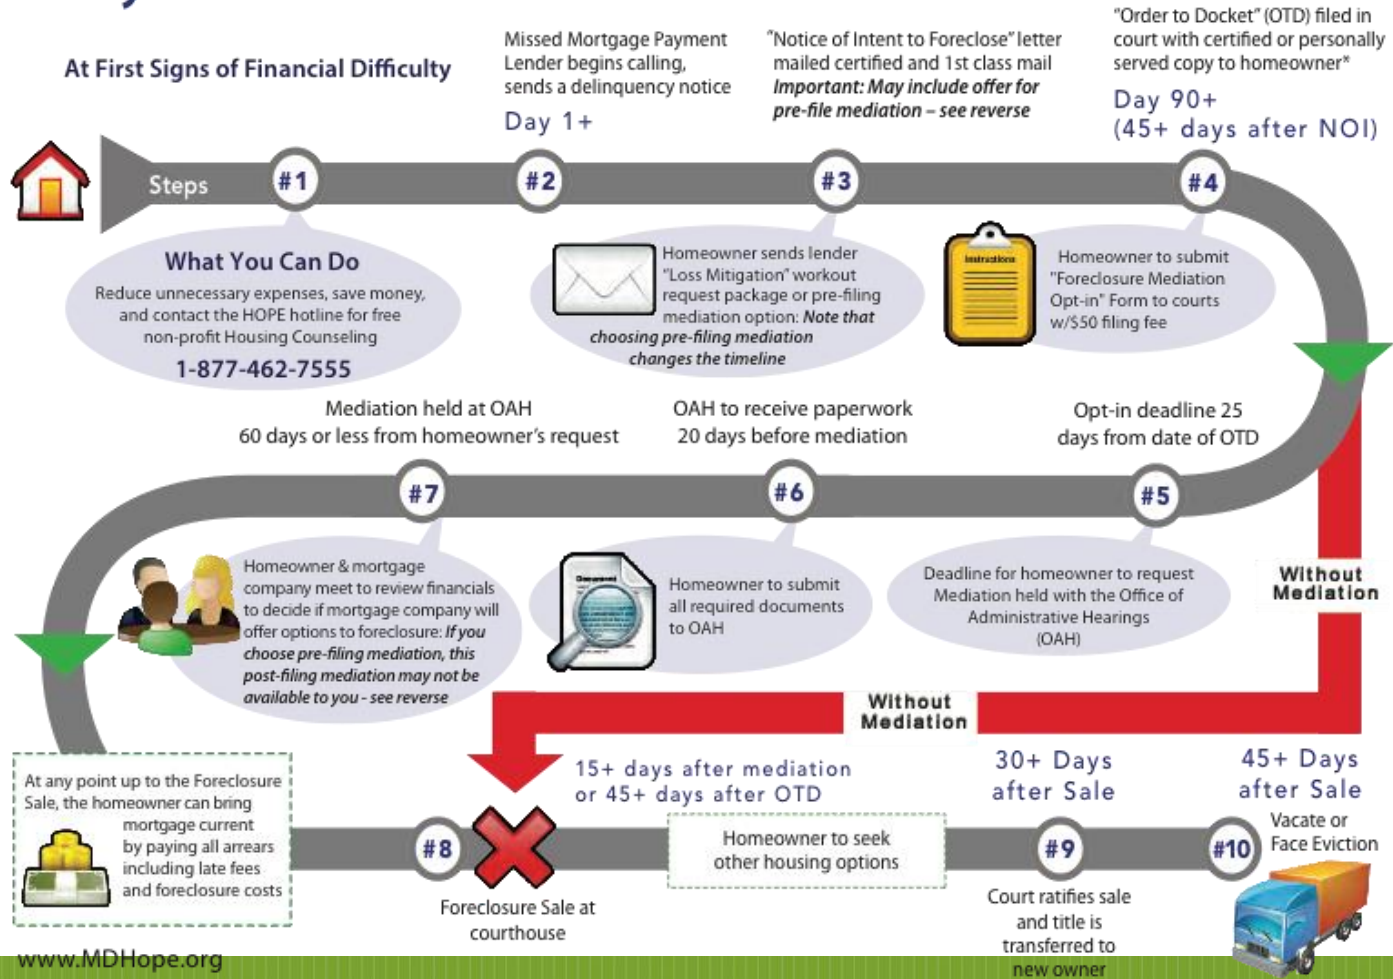 At First Signs of Financial Difficulty
Missed Mortgage Payment
Lender begins calling,
sends a delinquency notice
Day 1+
"Notice of Intent to Foreclose" letter
mailed certified and 1st class mail
Important: May include offer for
pre-file mediation – see reverse
"Order to Docket" (OTD) filed in
court with certified or personally
served copy to homeowner*
Day 90+
(45+ days after NOI)
Steps
#1
#2
#3
#4
What You Can Do
Reduce unnecessary expenses, save money,
and contact the HOPE hotline for free
non-profit Housing Counseling
1-877-462-7555
Homeowner sends lender
"Loss Mitigation" workout
request package or pre-filing
mediation option: Note that
choosing pre-filing mediation
changes the timeline
Instructions
Homeowner to submit
"Foreclosure Mediation
Opt-in" Form to courts
w/$50 filing fee
Mediation held at OAH
60 days or less from homeowner's request
OAH to receive paperwork
20 days before mediation
Opt-in deadline 25
days from date of OTD
#7
#6
#5
Homeowner & mortgage
company meet to review financials
to decide if mortgage company will
offer options to foreclosure: If you
choose pre-filing mediation, this
post-filing mediation may not be
available to you - see reverse
Document
Homeowner to submit
all required documents
to OAH
Deadline for homeowner to request
Mediation held with the Office of
Administrative Hearings
(OAH)
Without
Mediation
Without
Mediation
At any point up to the Foreclosure
Sale, the homeowner can bring
mortgage current
by paying all arrears
including late fees
and foreclosure costs
#8
Foreclosure Sale at
courthouse
15+ days after mediation
or 45+ days after OTD
Homeowner to seek
other housing options
30+ Days
after Sale
#9
Court ratifies sale
and title is
transferred to
new owner
45+ Days
after Sale
#10
Vacate or
Face Eviction
www.MDHope.org